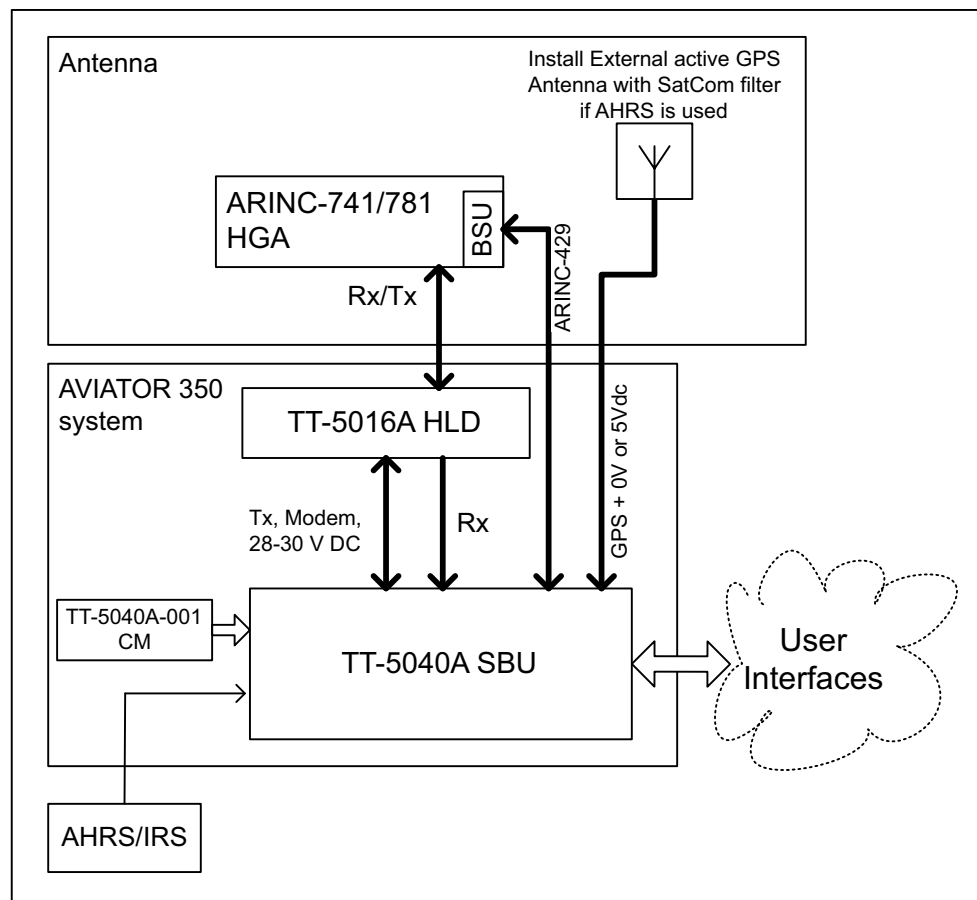 Antenna
Install External active GPS
Antenna with SatCom filter
if AHRS is used
ARINC-741/781
HGA
BSU
Rx/Tx
ARINC-429
GPS + 0V or 5Vdc
AVIATOR 350
system
TT-5016A HLD
Tx, Modem,
28-30 V DC
Rx
TT-5040A-001
CM
TT-5040A SBU
User
Interfaces
AHRS/IRS